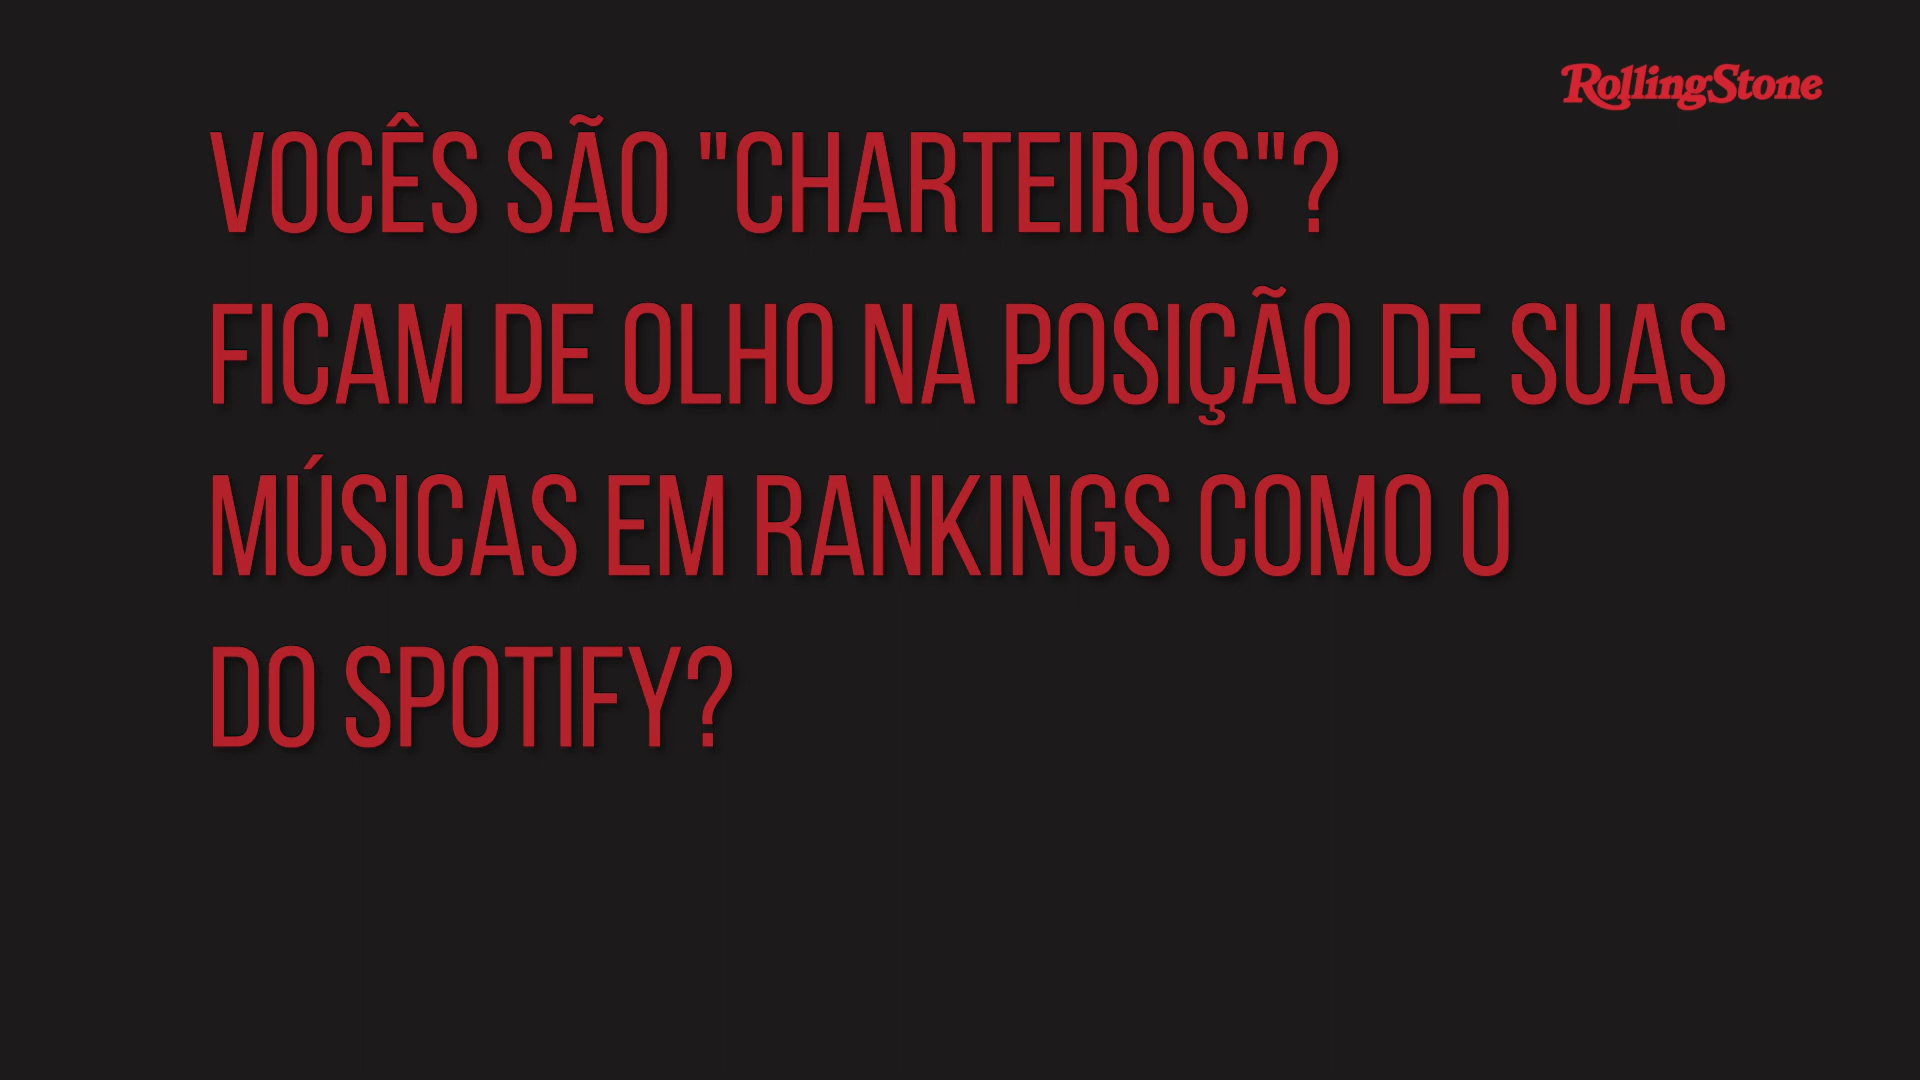 RollingStone
VOCÊS SÃO "CHARTEIROS"?
FICAM DE OLHO NA POSIÇÃO DE SUAS
MÚSICAS EM RANKINGS COMO O
DO SPOTIFY?